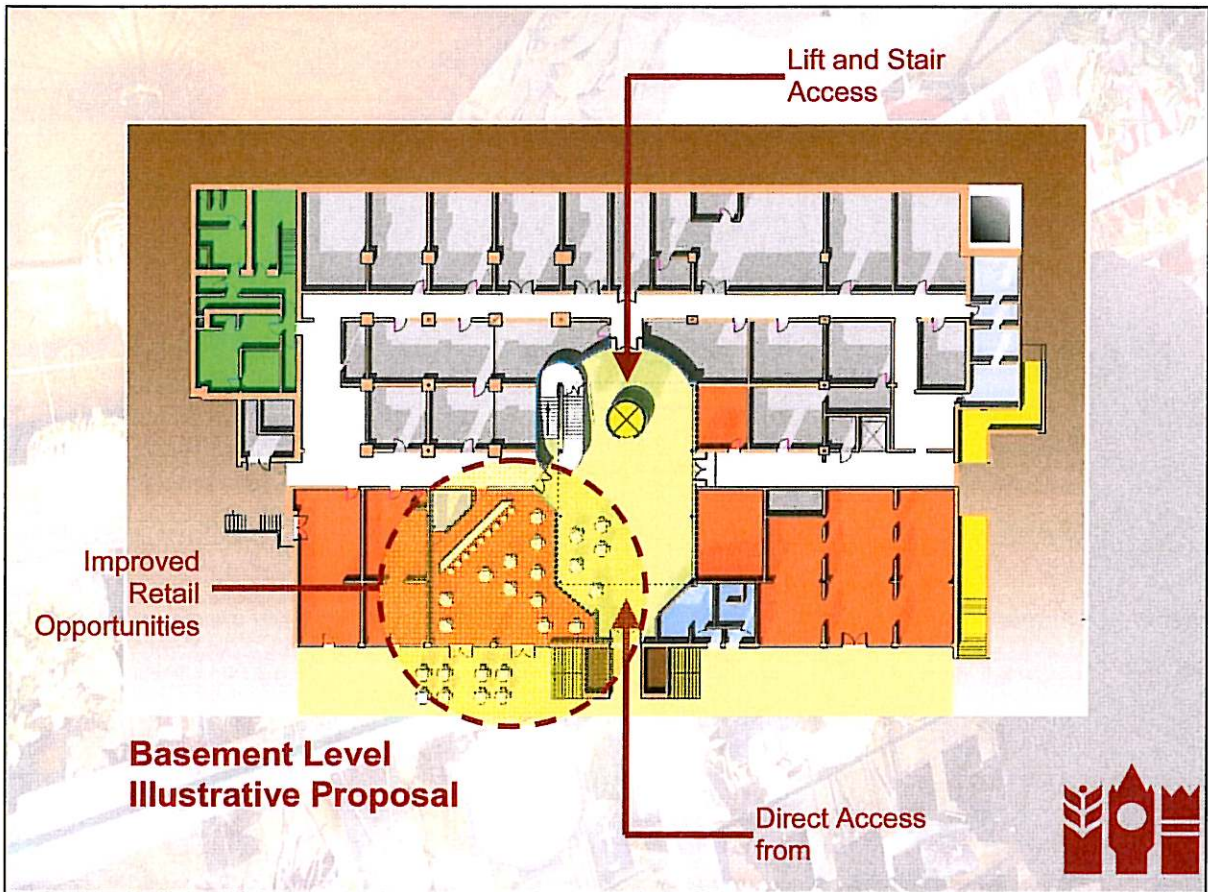 Lift and Stair
Access
Improved
Retail
Opportunities
Basement Level
Illustrative Proposal
Direct Access
from